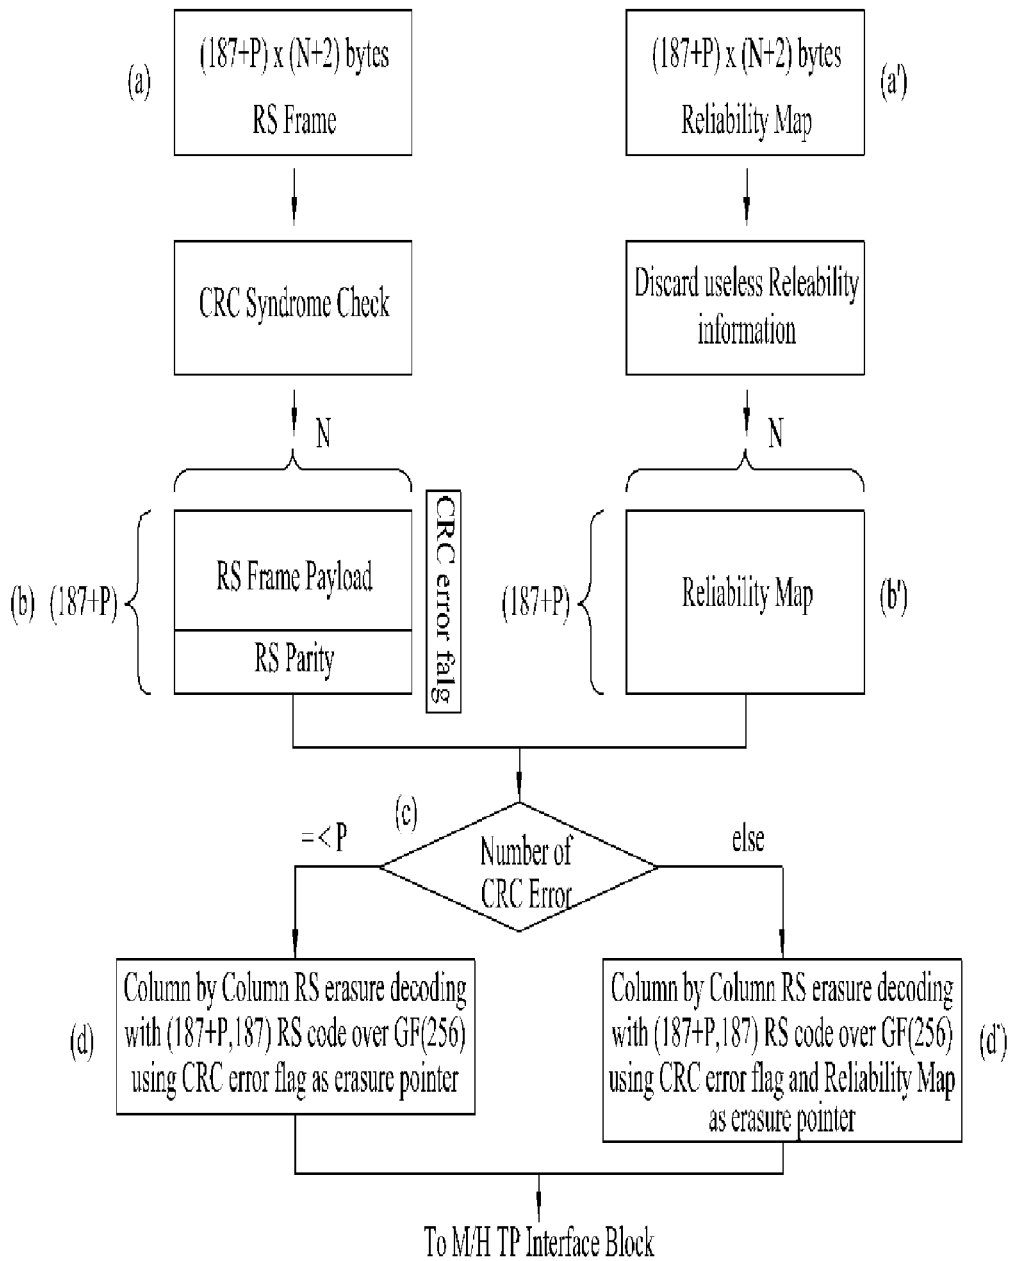 (a)
(187+P) x (N+2) bytes
RS Frame
(187+P) x (N+2) bytes
Reliability Map
(a')
CRC Syndrome Check
Discard useless Releability
information
N
N
(b)
(187+P)
RS Frame Payload
RS Parity
CRC error falg
(187+P)
Reliability Map
(b')
(c)
=<P
Number of
CRC Error
else
(d)
Column by Column RS erasure decoding
with (187+P,187) RS code over GF(256)
using CRC error flag as erasure pointer
Column by Column RS erasure decoding
with (187+P,187) RS code over GF(256)
using CRC error flag and Reliability Map
as erasure pointer
(d')
To M/H TP Interface Block